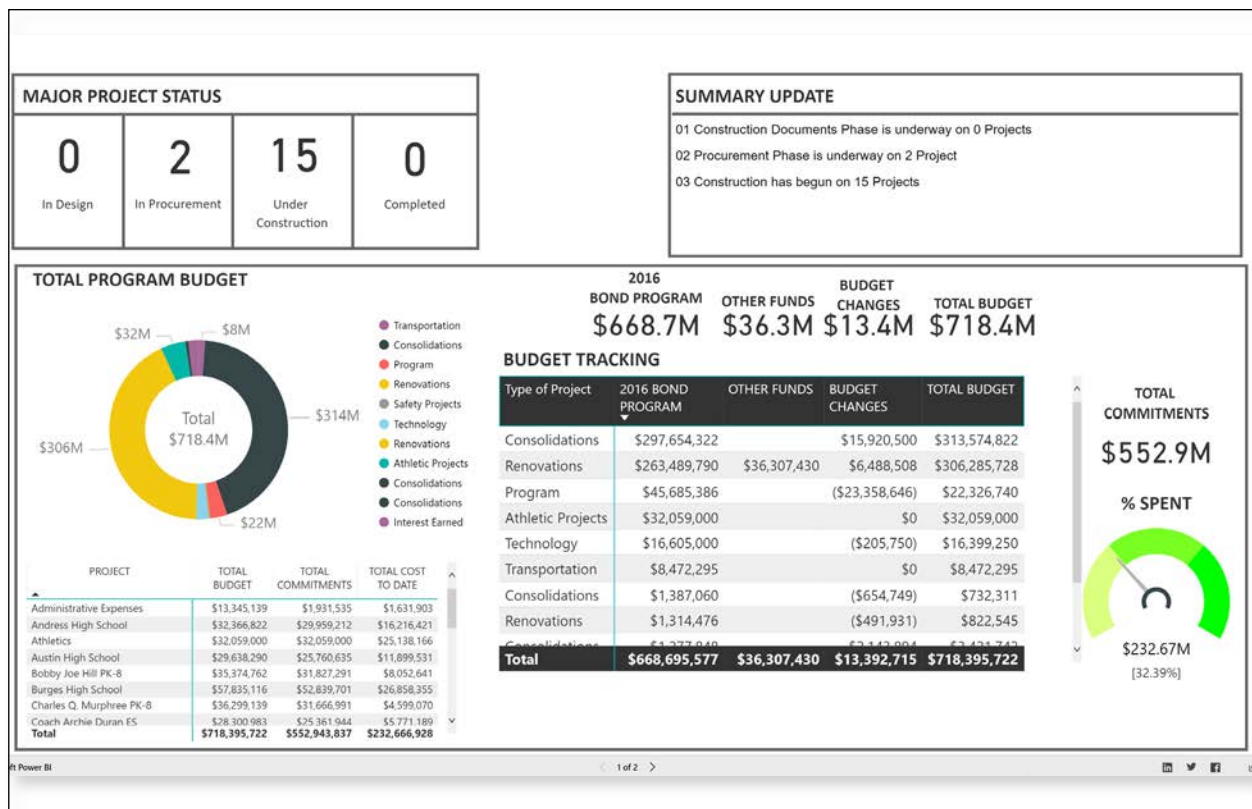 MAJOR PROJECT STATUS
0
In Design
2
In Procurement
15
Under
Construction
0
Completed
SUMMARY UPDATE
01 Construction Documents Phase is underway on 0 Projects
02 Procurement Phase is underway on 2 Project
03 Construction has begun on 15 Projects
TOTAL PROGRAM BUDGET
$32M
$8M
$314M
$306M
$22M
Total
$718.4M
Transportation
Consolidations
Program
Renovations
Safety Projects
Technology
Renovations
Athletic Projects
Consolidations
Consolidations
Interest Earned
2016
BOND PROGRAM
$668.7M
OTHER FUNDS
$36.3M
BUDGET
CHANGES
$13.4M
TOTAL BUDGET
$718.4M
BUDGET TRACKING
Type of Project 2016 BOND PROGRAM OTHER FUNDS BUDGET CHANGES TOTAL BUDGET
Consolidations $297,654,322 $15,920,500 $313,574,822
Renovations $263,489,790 $36,307,430 $6,488,508 $306,285,728
Program $45,685,386 ($23,358,646) $22,326,740
Athletic Projects $32,059,000 $0 $32,059,000
Technology $16,605,000 ($205,750) $16,399,250
Transportation $8,472,295 $0 $8,472,295
Consolidations $1,387,060 ($654,749) $732,311
Renovations $1,314,476 ($491,931) $822,545
Consolidations
Total $668,695,577 $36,307,430 $13,392,715 $718,395,722
TOTAL
COMMITMENTS
$552.9M
% SPENT
$232.67M
[32.39%]
PROJECT TOTAL BUDGET TOTAL COMMITMENTS TOTAL COST TO DATE
Administrative Expenses $13,345,139 $1,931,535 $1,631,903
Andress High School $32,366,822 $29,959,212 $16,216,421
Athletics $32,059,000 $32,059,000 $25,138,166
Austin High School $29,638,290 $25,760,635 $11,899,531
Bobby Joe Hill PK-8 $35,374,762 $31,827,291 $8,052,641
Burges High School $57,835,116 $52,839,701 $26,858,355
Charles Q. Murphree PK-8 $36,299,139 $31,666,991 $4,599,070
Coach Archie Duran ES $28,300,983 $25,361,944 $5,771,189
Total $718,395,722 $552,943,837 $232,666,928
ft Power BI
1 of 2